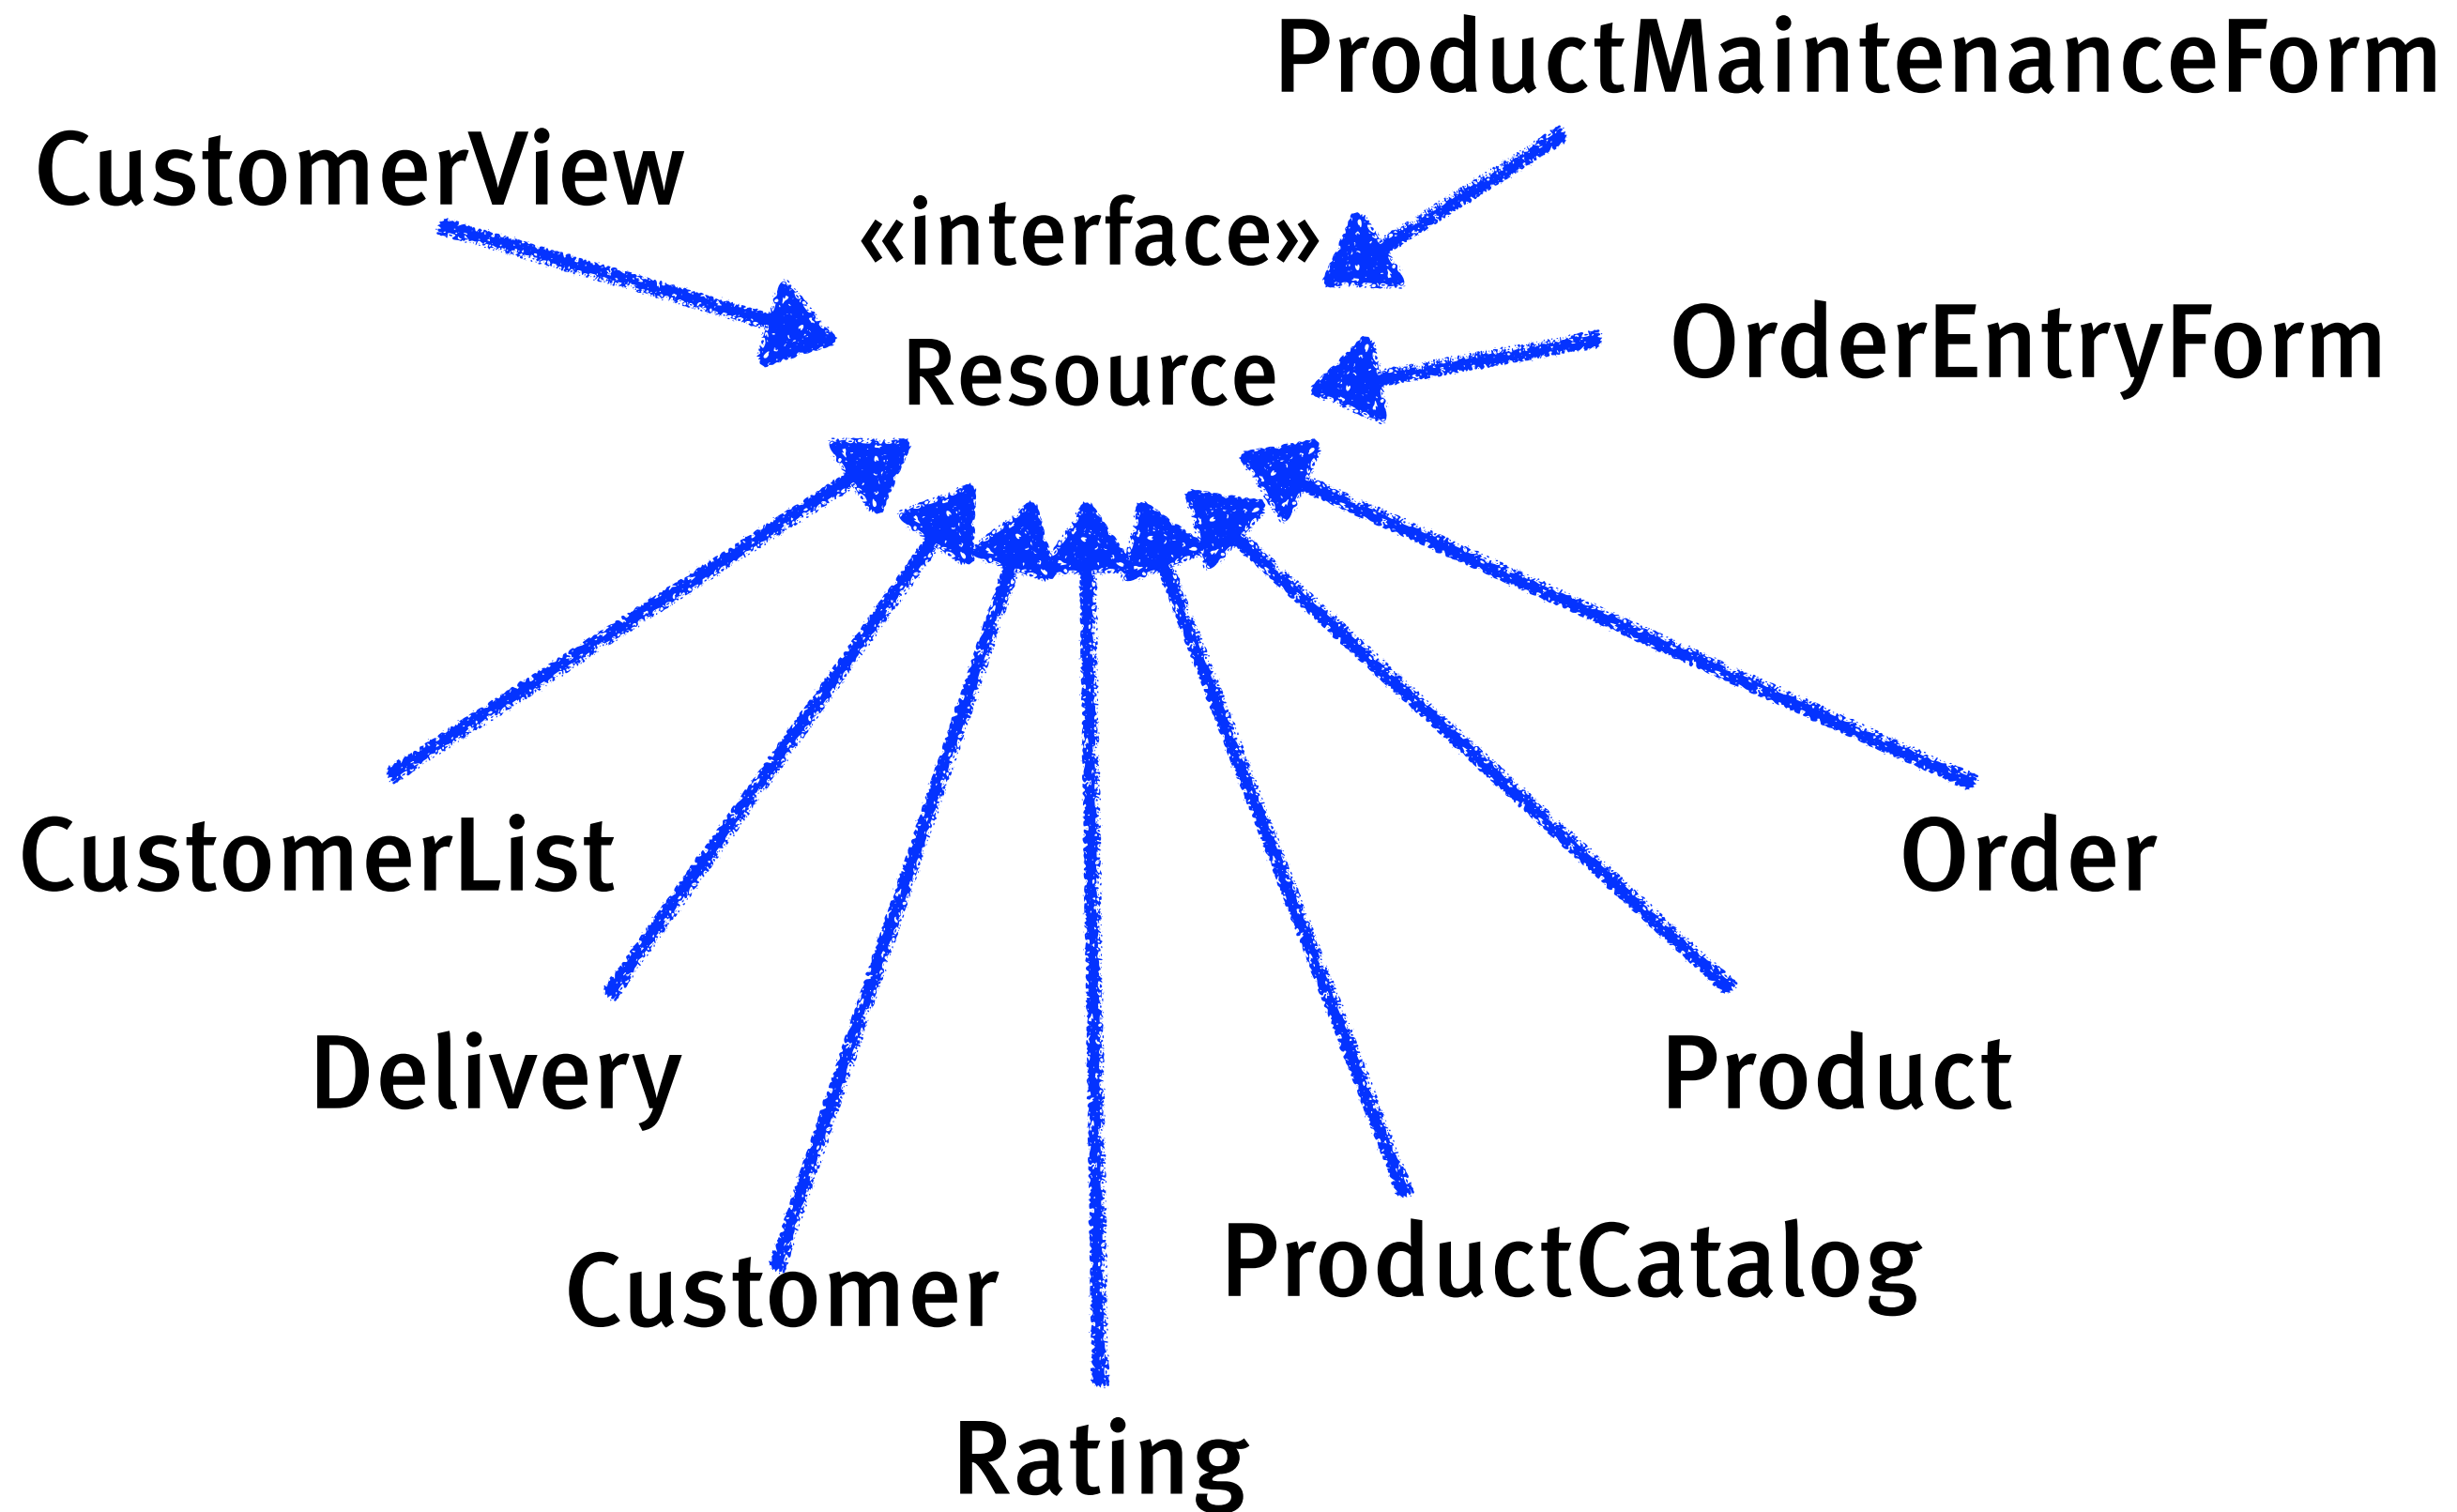 ProductMaintenanceForm
CustomerView
«interface»
Resource
OrderEntryForm
CustomerList
Order
Delivery
Product
Customer
ProductCatalog
Rating